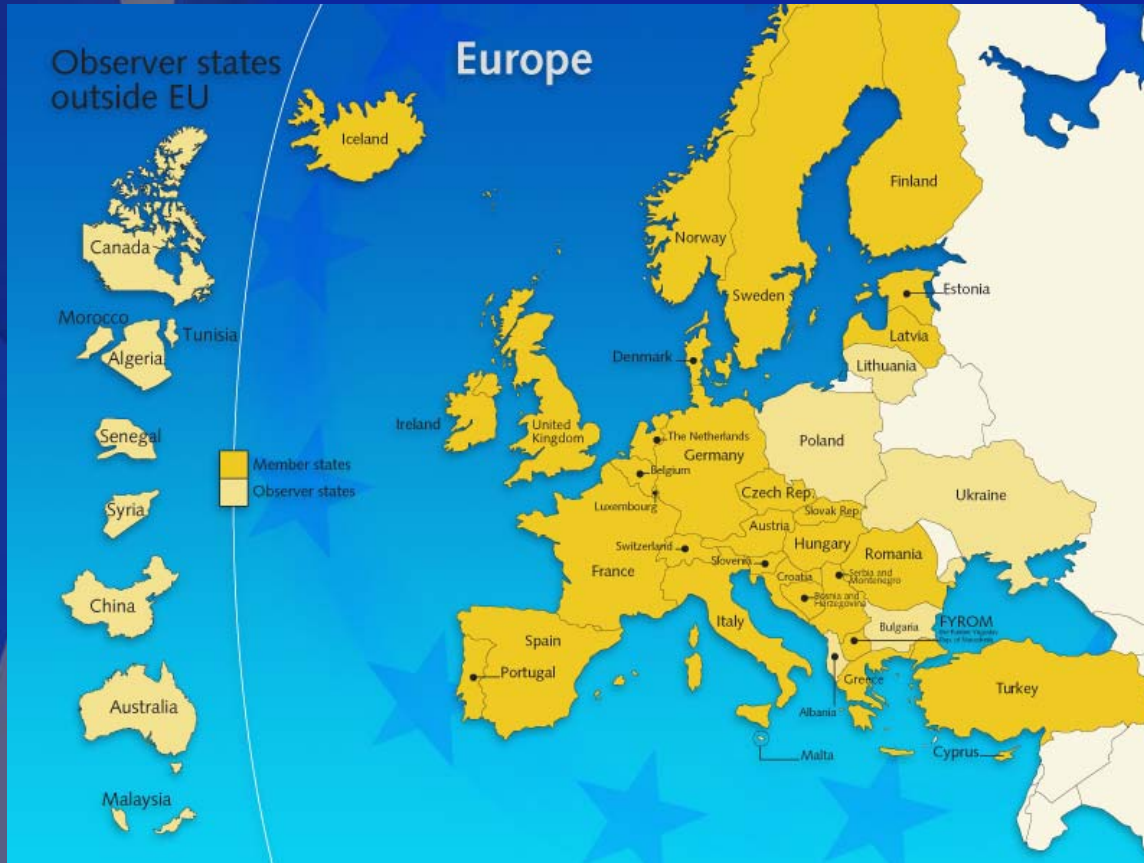 Observer states
outside EU
Europe
Iceland
Canada
Morocco
Tunisia
Algeria
Senegal
Syria
China
Australia
Malaysia
Member states
Observer states
Finland
Norway
Sweden
Estonia
Latvia
Lithuania
Denmark
Ireland
United
Kingdom
The Netherlands
Germany
Belgium
Luxembourg
Poland
Ukraine
Czech Rep.
Slovak Rep.
Austria
Hungary
Switzerland
Slovenia
Romania
France
Croatia
Serbia and
Montenegro
Bosnia and
Herzegovina
Italy
Bulgaria
FYROM
Spain
Portugal
Greece
Turkey
Albania
Malta
Cyprus